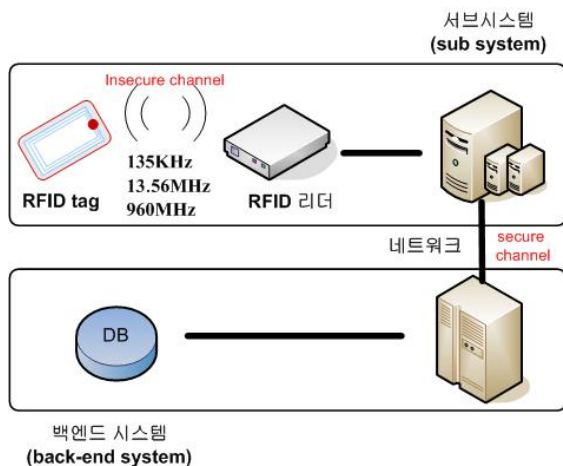 서브시스템
(sub system)
Insecure channel
135KHz
13.56MHz
960MHz
RFID tag
RFID 리더
네트워크
secure
channel
DB
백엔드 시스템
(back-end system)